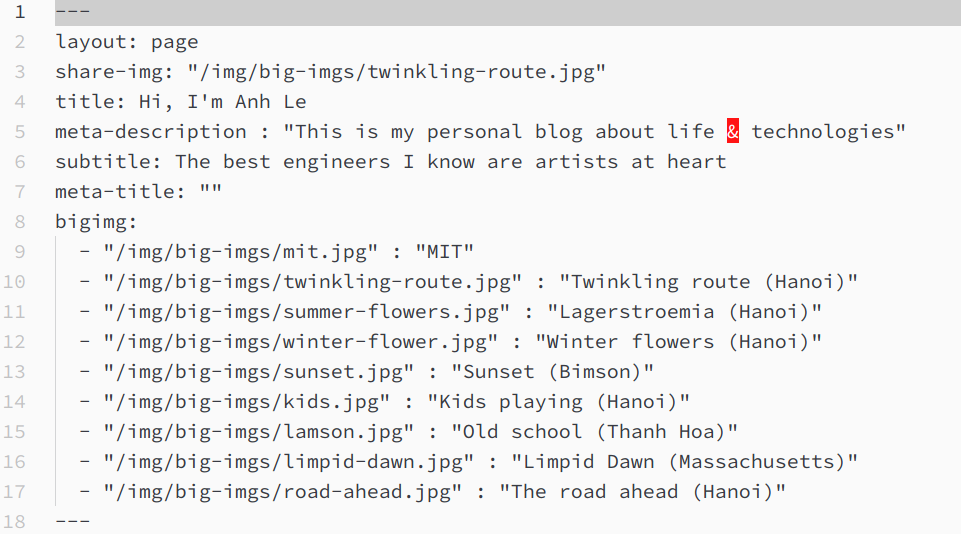 1 ---
2 layout: page
3 share-img: "/img/big-imgs/twinkling-route.jpg"
4 title: Hi, I'm Anh Le
5 meta-description : "This is my personal blog about life & technologies"
6 subtitle: The best engineers I know are artists at heart
7 meta-title: ""
8 bigimg:
9   - "/img/big-imgs/mit.jpg" : "MIT"
10   - "/img/big-imgs/twinkling-route.jpg" : "Twinkling route (Hanoi)"
11   - "/img/big-imgs/summer-flowers.jpg" : "Lagerstroemia (Hanoi)"
12   - "/img/big-imgs/winter-flower.jpg" : "Winter flowers (Hanoi)"
13   - "/img/big-imgs/sunset.jpg" : "Sunset (Bimson)"
14   - "/img/big-imgs/kids.jpg" : "Kids playing (Hanoi)"
15   - "/img/big-imgs/lamson.jpg" : "Old school (Thanh Hoa)"
16   - "/img/big-imgs/limpid-dawn.jpg" : "Limpid Dawn (Massachusetts)"
17   - "/img/big-imgs/road-ahead.jpg" : "The road ahead (Hanoi)"
18 ---